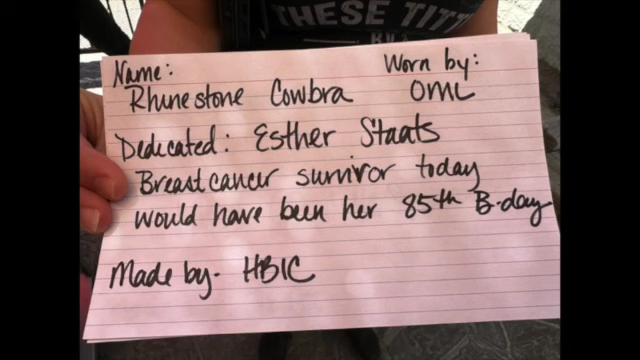 THESE TITT
Name:
Worn by:
Rhinestone Cowbra
OML
Dedicated: Esther Staats
Breast cancer survivor today
would have been her 85th B-day
Made by- HBIC